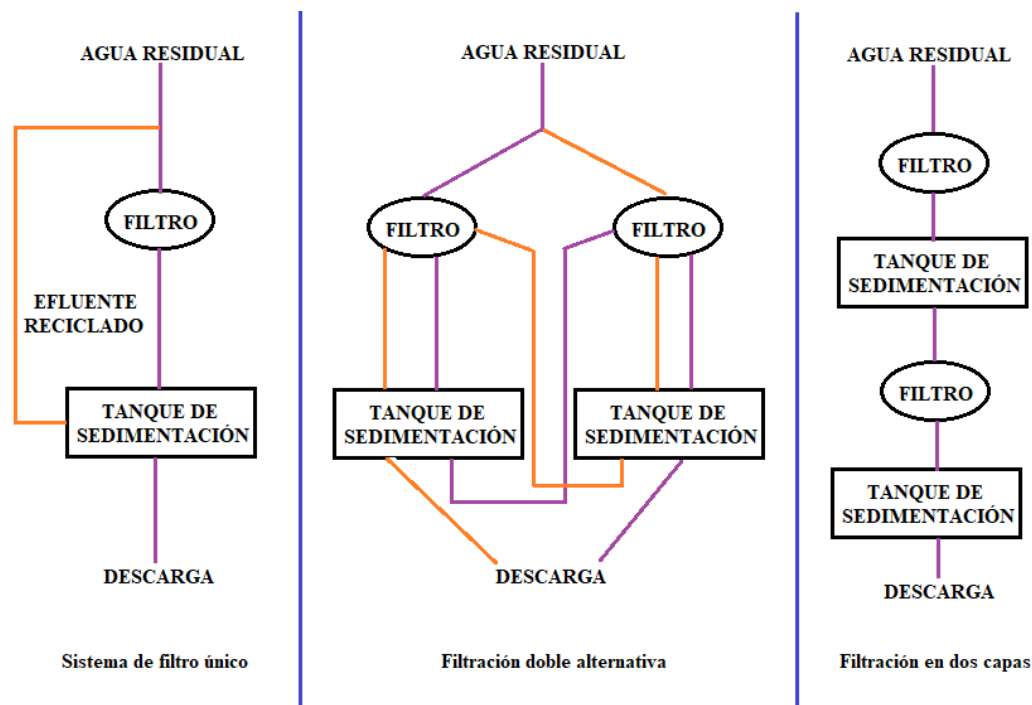 AGUA RESIDUAL
FILTRO
EFLUENTE
RECICLADO
TANQUE DE
SEDIMENTACIÓN
DESCARGA
Sistema de filtro único
AGUA RESIDUAL
FILTRO
FILTRO
TANQUE DE
SEDIMENTACIÓN
TANQUE DE
SEDIMENTACIÓN
DESCARGA
Filtración doble alternativa
AGUA RESIDUAL
FILTRO
TANQUE DE
SEDIMENTACIÓN
FILTRO
TANQUE DE
SEDIMENTACIÓN
DESCARGA
Filtración en dos capas